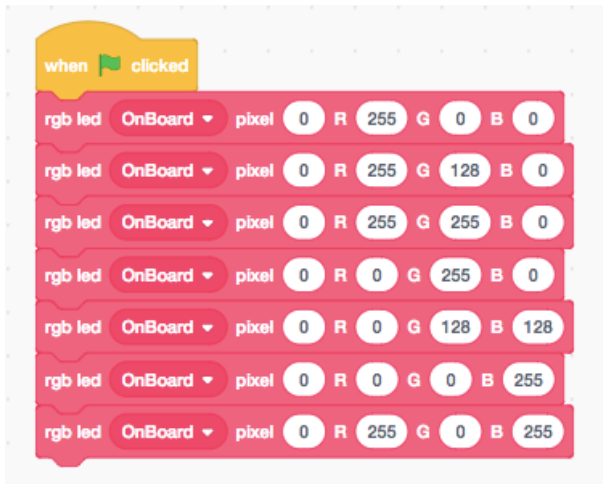 when clicked
rgb led OnBoard pixel 0 R 255 G 0 B 0
rgb led OnBoard pixel 0 R 255 G 128 B 0
rgb led OnBoard pixel 0 R 255 G 255 B 0
rgb led OnBoard pixel 0 R 0 G 255 B 0
rgb led OnBoard pixel 0 R 0 G 128 B 128
rgb led OnBoard pixel 0 R 0 G 0 B 255
rgb led OnBoard pixel 0 R 255 G 0 B 255